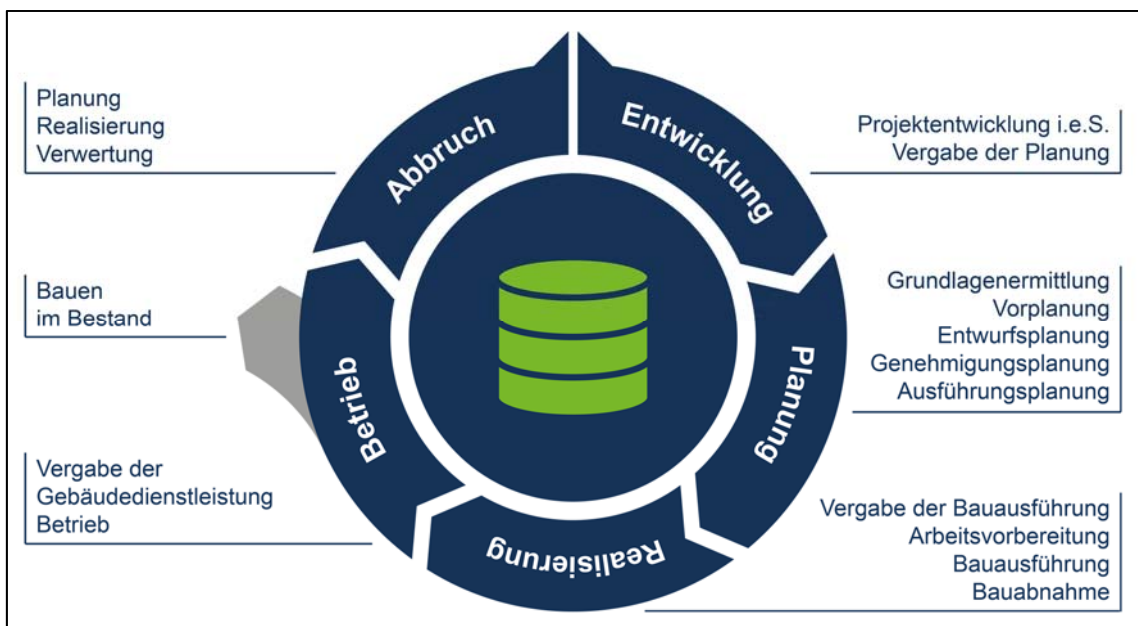 Planung
Realisierung
Verwertung
Abbruch
Entwicklung
Projektentwicklung i.e.S.
Vergabe der Planung
Bauen
im Bestand
Grundlagenermittlung
Vorplanung
Entwurfsplanung
Genehmigungsplanung
Ausführungsplanung
Betrieb
Planung
Vergabe der
Gebäudedienstleistung
Betrieb
Realisierung
Vergabe der Bauausführung
Arbeitsvorbereitung
Bauausführung
Bauabnahme